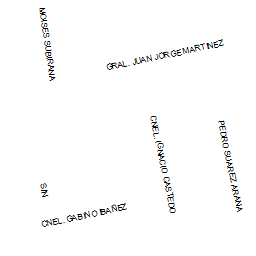 MOISES SUBIRANA
GRAL. JUAN JORGE MARTINEZ
CNEL. IGNACIO CASTEDO
PEDRO SUAREZ ARANA
S/N
CNEL. GABINO IBAÑEZ